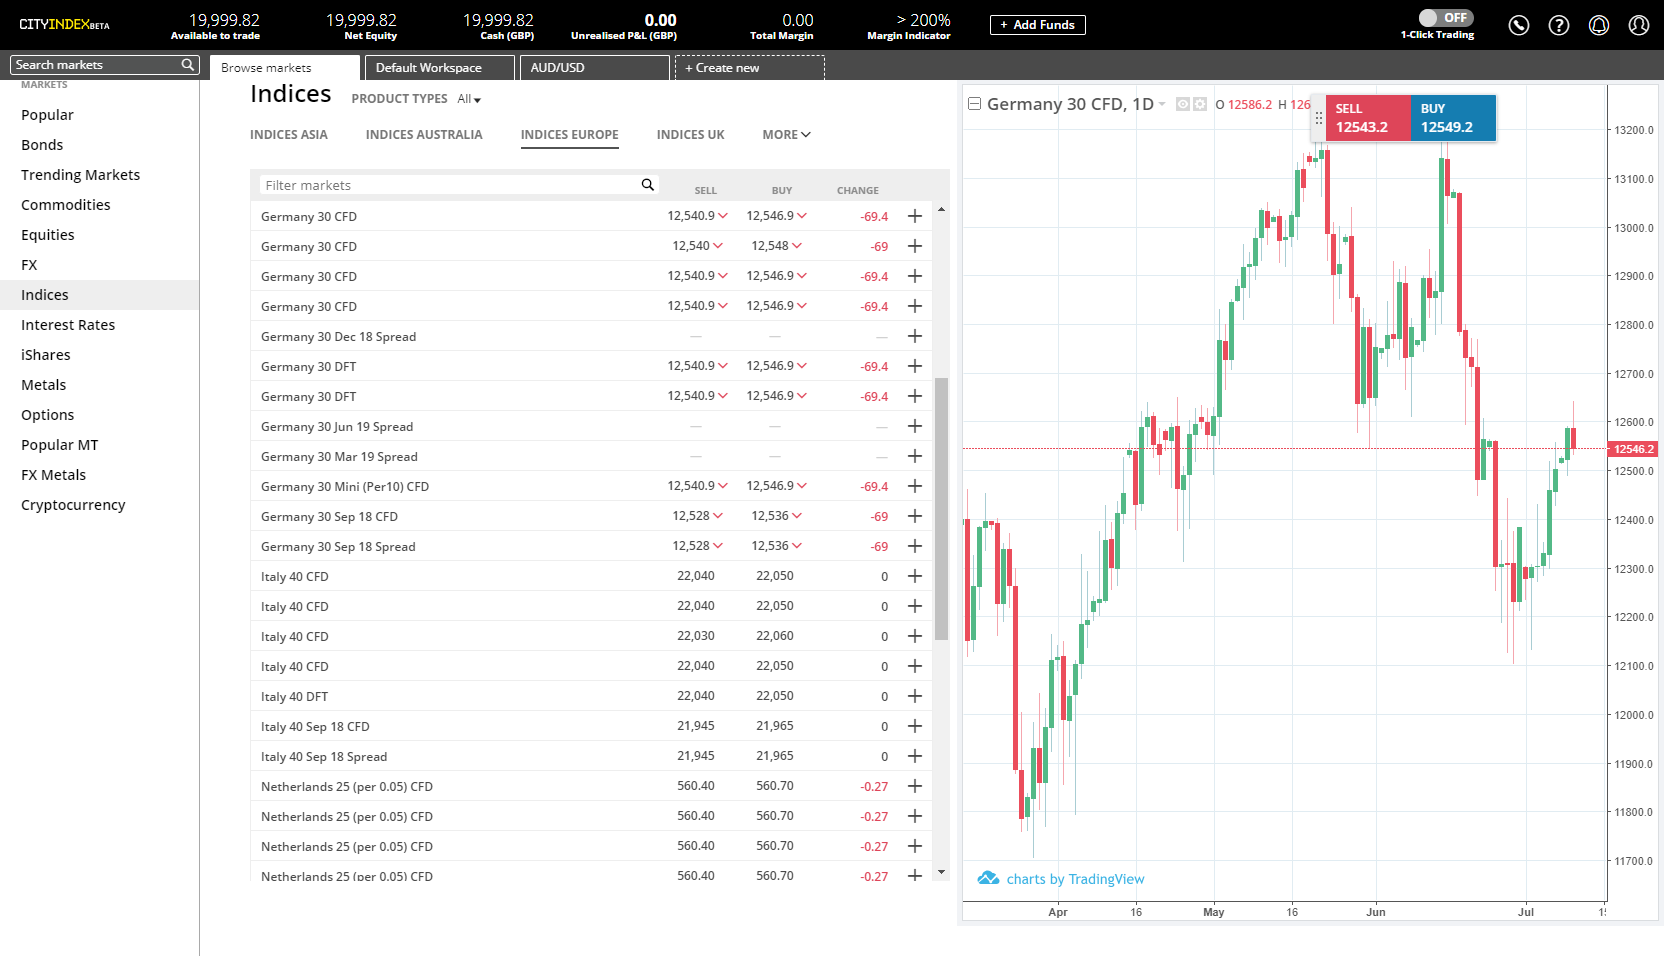 CITYINDEXBETA
19,999.82
Available to trade
19,999.82
Net Equity
19,999.82
Cash (GBP)
0.00
Unrealised P&L (GBP)
0.00
Total Margin
> 200%
Margin Indicator
+ Add Funds
OFF
1-Click Trading
Search markets
Browse markets
Default Workspace
AUD/USD
+ Create new
MARKETS
Popular
Bonds
Trending Markets
Commodities
Equities
FX
Indices
Interest Rates
iShares
Metals
Options
Popular MT
FX Metals
Cryptocurrency
Indices PRODUCT TYPES All
INDICES ASIA INDICES AUSTRALIA INDICES EUROPE INDICES UK MORE
Filter markets SELL BUY CHANGE
Germany 30 CFD 12,540.9 12,546.9 -69.4 +
Germany 30 CFD 12,540 12,548 -69 +
Germany 30 CFD 12,540.9 12,546.9 -69.4 +
Germany 30 CFD 12,540.9 12,546.9 -69.4 +
Germany 30 Dec 18 Spread — — — +
Germany 30 DFT 12,540.9 12,546.9 -69.4 +
Germany 30 DFT 12,540.9 12,546.9 -69.4 +
Germany 30 Jun 19 Spread — — — +
Germany 30 Mar 19 Spread — — — +
Germany 30 Mini (Per10) CFD 12,540.9 12,546.9 -69.4 +
Germany 30 Sep 18 CFD 12,528 12,536 -69 +
Germany 30 Sep 18 Spread 12,528 12,536 -69 +
Italy 40 CFD 22,040 22,050 0 +
Italy 40 CFD 22,040 22,050 0 +
Italy 40 CFD 22,030 22,060 0 +
Italy 40 CFD 22,040 22,050 0 +
Italy 40 DFT 22,040 22,050 0 +
Italy 40 Sep 18 CFD 21,945 21,965 0 +
Italy 40 Sep 18 Spread 21,945 21,965 0 +
Netherlands 25 (per 0.05) CFD 560.40 560.70 -0.27 +
Netherlands 25 (per 0.05) CFD 560.40 560.70 -0.27 +
Netherlands 25 (per 0.05) CFD 560.40 560.70 -0.27 +
Netherlands 25 (per 0.05) CFD 560.40 560.70 -0.27 +
Germany 30 CFD, 1D O 12586.2 H 126
SELL
12543.2
BUY
12549.2
13200.0
13100.0
13000.0
12900.0
12800.0
12700.0
12600.0
12546.2
12500.0
12400.0
12300.0
12200.0
12100.0
12000.0
11900.0
11800.0
11700.0
charts by TradingView
Apr 16 May 16 Jun Jul